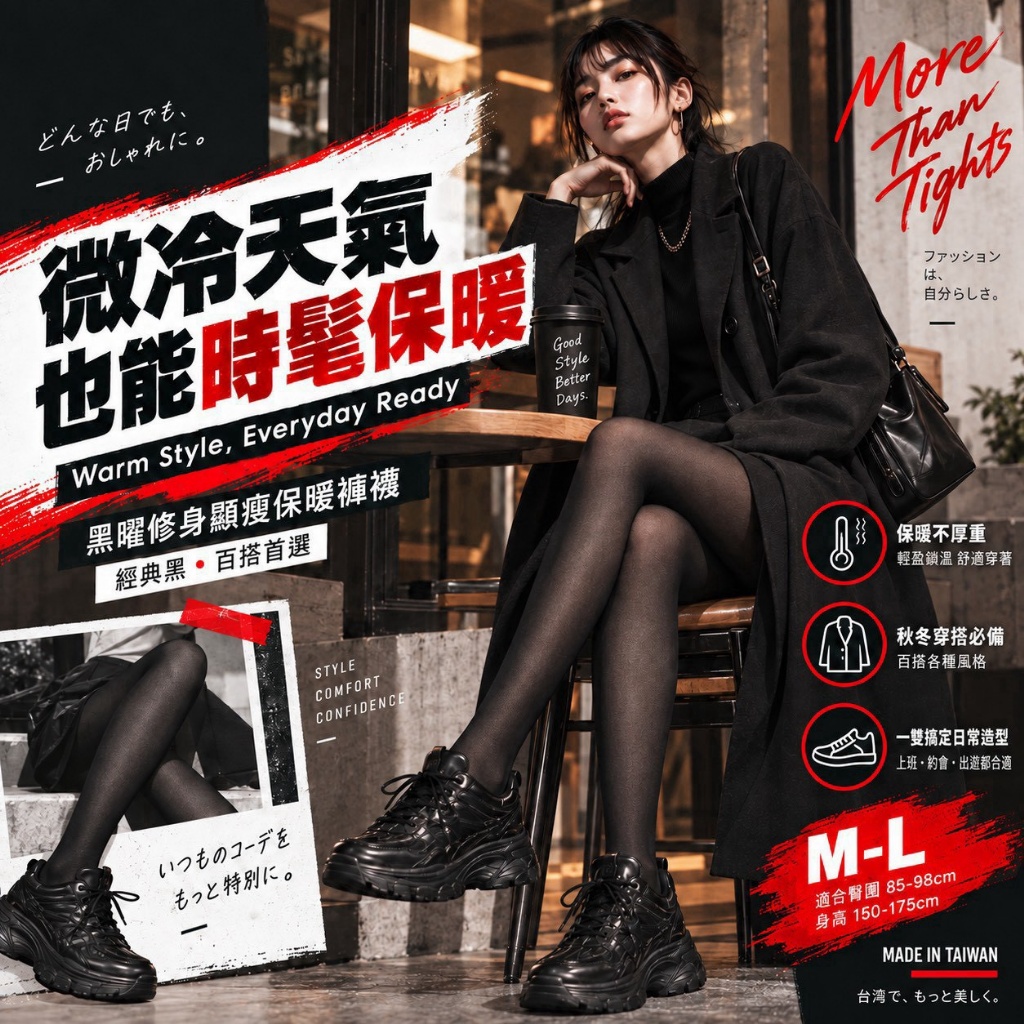 どんな日でも、
おしゃれに。
微冷天氣
也能時髦保暖
Warm Style, Everyday Ready
黑曜修身顯瘦保暖褲襪
經典黑•百搭首選
More
Than
Tights
ファッション
は、
自分らしさ。
Good
Style
Better
Days.
STYLE
COMFORT
CONFIDENCE
保暖不厚重
輕盈鎖溫 舒適穿著
秋冬穿搭必備
百搭各種風格
一雙搞定日常造型
上班・約會・出遊都合適
いつものコーデを
もっと特別に。
M-L
適合臀圍 85-98cm
身高 150-175cm
MADE IN TAIWAN
台湾で、もっと美しく。